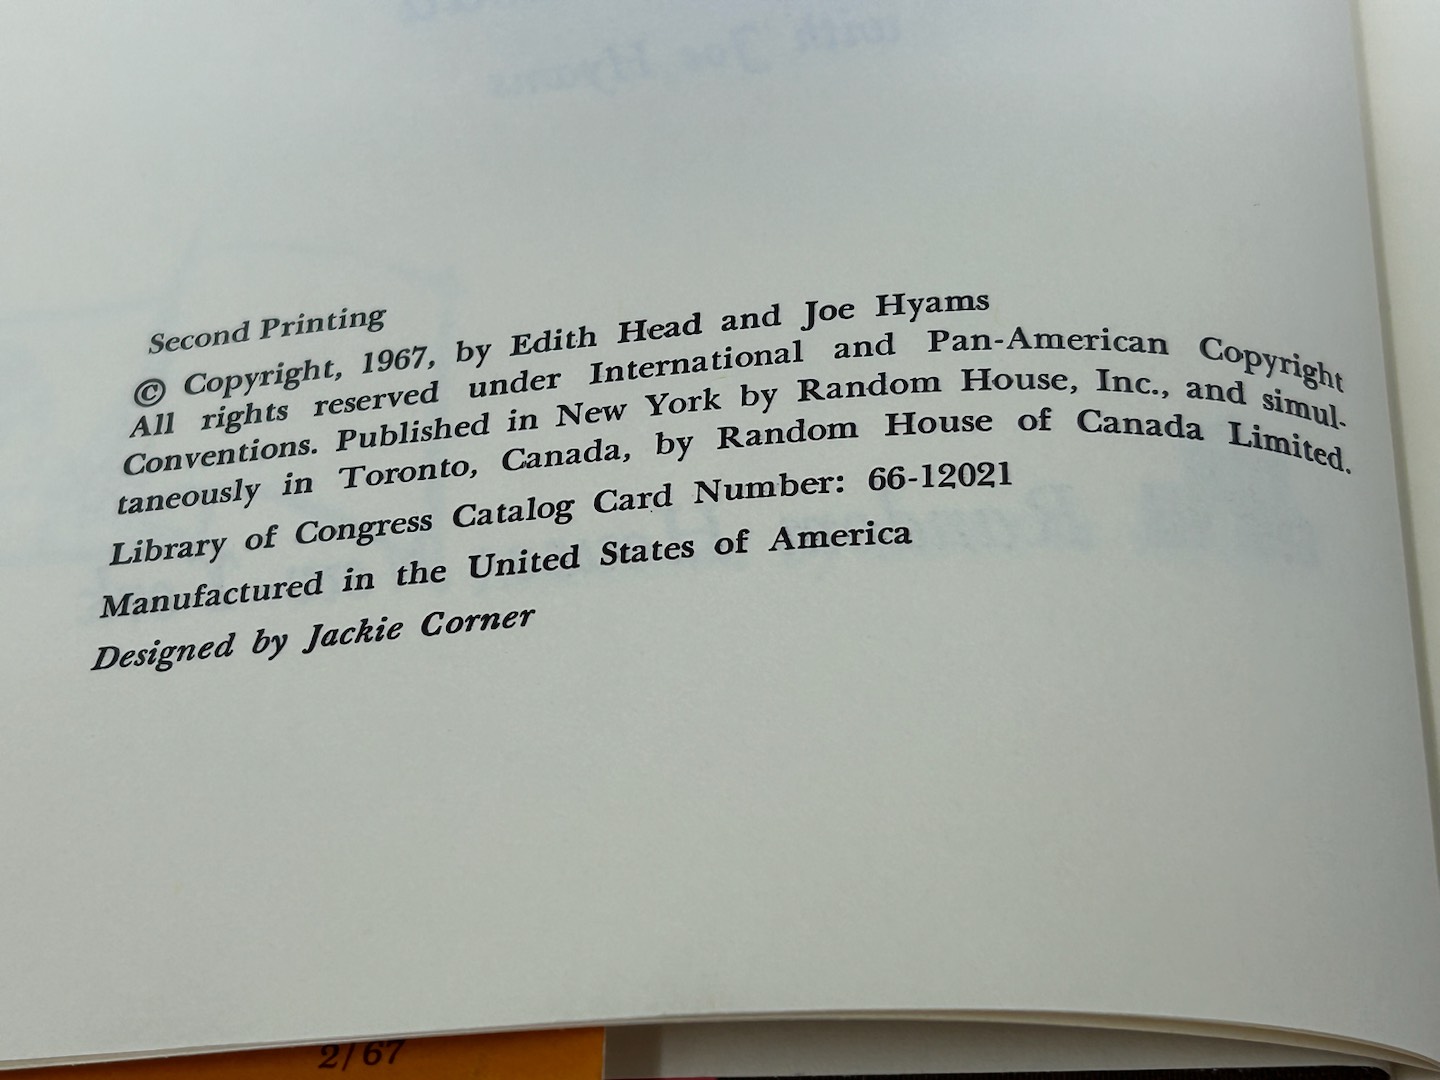 with Joe Hyams
Second Printing
© Copyright, 1967, by Edith Head and Joe Hyams
All rights reserved under International and Pan-American Copyright
Conventions. Published in New York by Random House, Inc., and simul-
taneously in Toronto, Canada, by Random House of Canada Limited.
Library of Congress Catalog Card Number: 66-12021
Manufactured in the United States of America
Designed by Jackie Corner
2/67